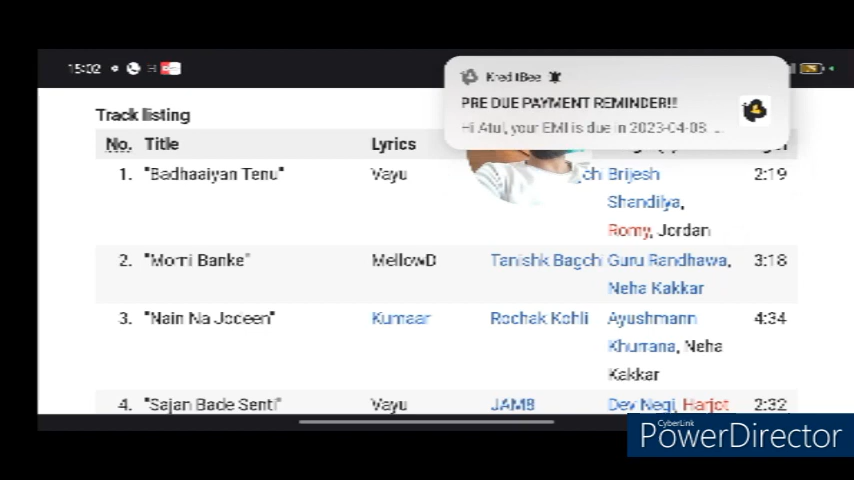 15:02
KreditBee
PRE DUE PAYMENT REMINDER!!!
Hi Atul, your EMI is due in 2023-04-08. ...
Track listing
No. Title Lyrics
1. "Badhaaiyan Tenu" Vayu chi Brijesh 2:19
Shandilya,
Romy, Jordan
2. "Morni Banke" MellowD Tanishk Bagchi Guru Randhawa, 3:18
Neha Kakkar
3. "Nain Na Jodeen" Kumaar Rochak Kohli Ayushmann 4:34
Khurrana, Neha
Kakkar
4. "Sajan Bade Senti" Vayu JAM8 Dev Negi, Harjot 2:32
CyberLink
PowerDirector